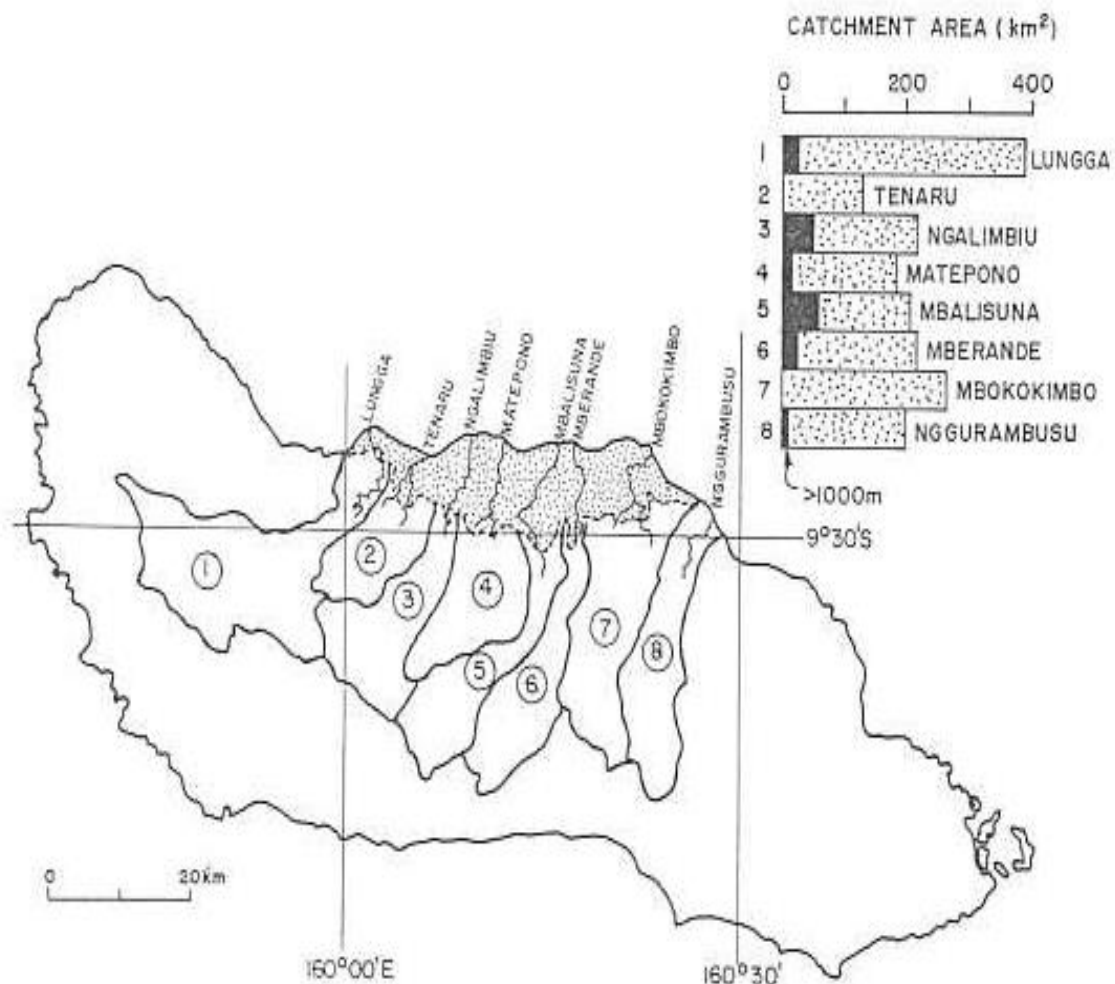 CATCHMENT AREA (km²)
0 200 400
1 LUNGGA
2 TENARU
3 NGALIMBIU
4 MATEPONO
5 MBALISUNA
6 MBERANDE
7 MBOKOKIMBO
8 NGGURAMBUSU
>1000m
LUNGGA
TENARU
NGALIMBIU
MATEPONO
MBALISUNA
MBERANDE
MBOKOKIMBO
NGGURAMBUSU
9°30'S
1
2
3
4
5
6
7
8
0 20km
160°00'E
160°30'